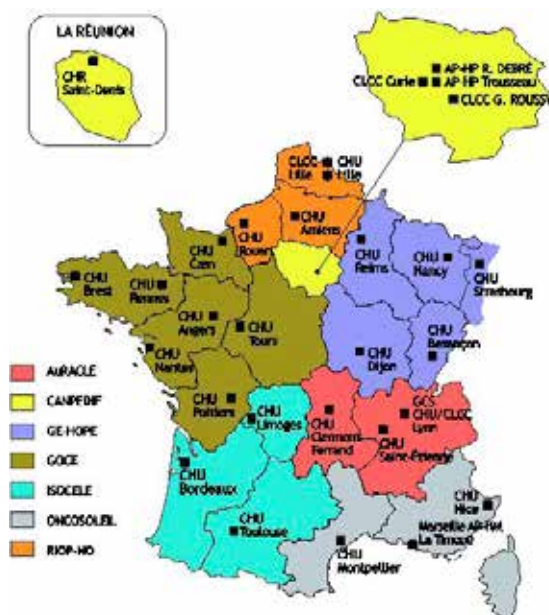 LA RÉUNION
CHR
Saint-Denis
AP-HP R. DEBRÉ
CLCC Curie
AP HP Trousseau
CLCC G. ROUSSY
CLCC
Lille
CHU
Lille
CHU
Amiens
CHU
Rouen
CHU
Caen
CHU
Reims
CHU
Nancy
CHU
Strasbourg
CHU
Brest
CHU
Rennes
CHU
Angers
CHU
Tours
CHU
Nantes
CHU
Besançon
CHU
Dijon
CHU
Poitiers
CHU
Limoges
CHU
Clermont
Ferrand
GCS
CHU/CLCC
Lyon
CHU
Saint-Étienne
CHU
Bordeaux
CHU
Toulouse
CHU
Montpellier
CHU
Nice
Marseille AP-HM
La Timone
AURACLE
CANPEDIF
GE-HOPE
GOCE
ISOCELE
ONCOSOLEIL
RIOP-NO